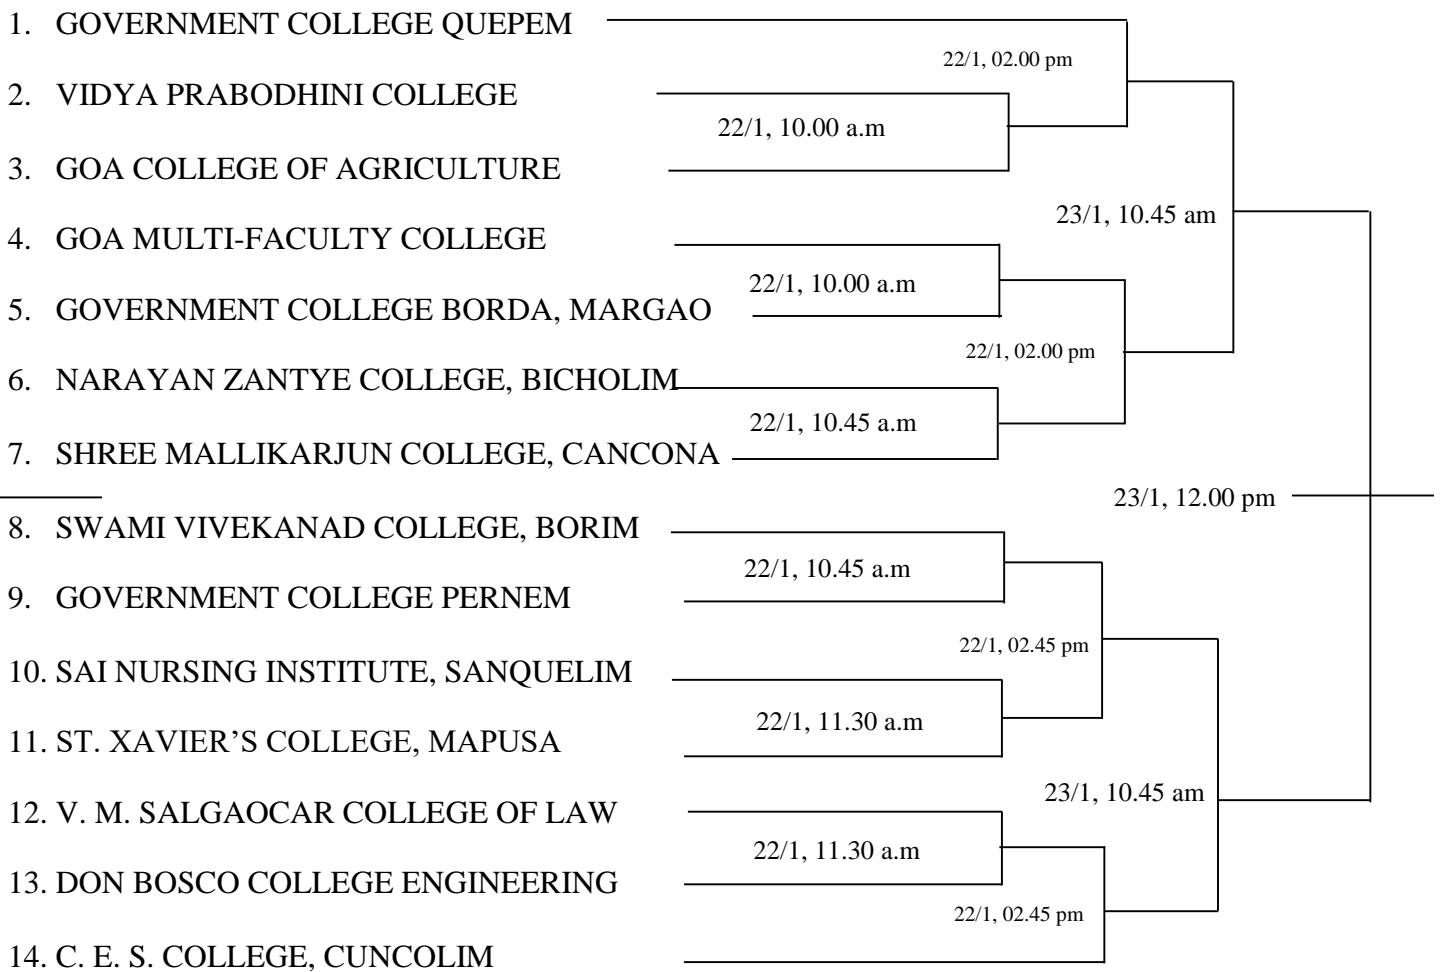 1. GOVERNMENT COLLEGE QUEPEM
22/1, 02.00 pm
2. VIDYA PRABODHINI COLLEGE
22/1, 10.00 a.m
3. GOA COLLEGE OF AGRICULTURE
23/1, 10.45 am
4. GOA MULTI-FACULTY COLLEGE
22/1, 10.00 a.m
5. GOVERNMENT COLLEGE BORDA, MARGAO
22/1, 02.00 pm
6. NARAYAN ZANTYE COLLEGE, BICHOLIM
22/1, 10.45 a.m
7. SHREE MALLIKARJUN COLLEGE, CANCONA
23/1, 12.00 pm
8. SWAMI VIVEKANAD COLLEGE, BORIM
22/1, 10.45 a.m
9. GOVERNMENT COLLEGE PERNEM
22/1, 02.45 pm
10. SAI NURSING INSTITUTE, SANQUELIM
22/1, 11.30 a.m
11. ST. XAVIER’S COLLEGE, MAPUSA
23/1, 10.45 am
12. V. M. SALGAOCAR COLLEGE OF LAW
22/1, 11.30 a.m
13. DON BOSCO COLLEGE ENGINEERING
22/1, 02.45 pm
14. C. E. S. COLLEGE, CUNCOLIM